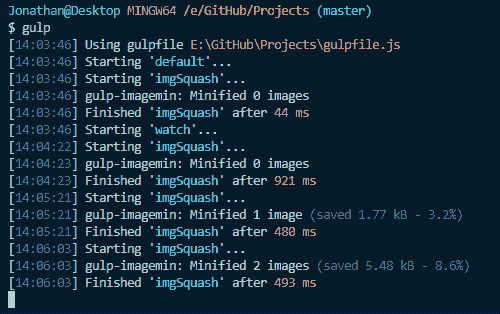 Jonathan@Desktop MINGW64 /e/GitHub/Projects (master)
$ gulp
[14:03:46] Using gulpfile E:\GitHub\Projects\gulpfile.js
[14:03:46] Starting 'default'...
[14:03:46] Starting 'imgSquash'...
[14:03:46] gulp-imagemin: Minified 0 images
[14:03:46] Finished 'imgSquash' after 44 ms
[14:03:46] Starting 'watch'...
[14:04:22] Starting 'imgSquash'...
[14:04:23] gulp-imagemin: Minified 0 images
[14:04:23] Finished 'imgSquash' after 921 ms
[14:05:21] Starting 'imgSquash'...
[14:05:21] gulp-imagemin: Minified 1 image (saved 1.77 kB - 3.2%)
[14:05:21] Finished 'imgSquash' after 480 ms
[14:06:03] Starting 'imgSquash'...
[14:06:03] gulp-imagemin: Minified 2 images (saved 5.48 kB - 8.6%)
[14:06:03] Finished 'imgSquash' after 493 ms